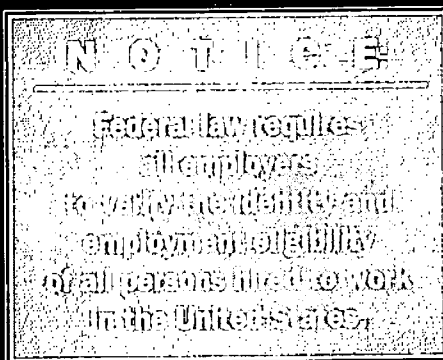 NOTICE
Federal law requires
all employers
to verify the identity and
employment eligibility
of all persons hired to work
in the United States.